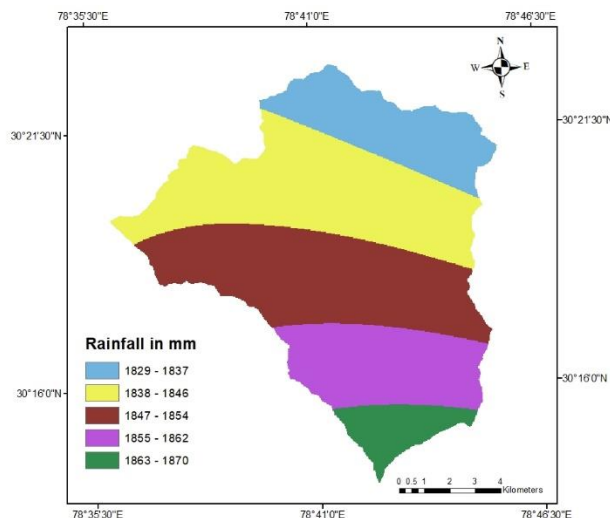 78°35'30"E 78°41'0"E 78°46'30"E
N
W E
S
30°21'30"N 30°21'30"N
Rainfall in mm
1829 - 1837
1838 - 1846
1847 - 1854
1855 - 1862
1863 - 1870
30°16'0"N 30°16'0"N
0 0.5 1 2 3 4
Kilometers
78°35'30"E 78°41'0"E 78°46'30"E